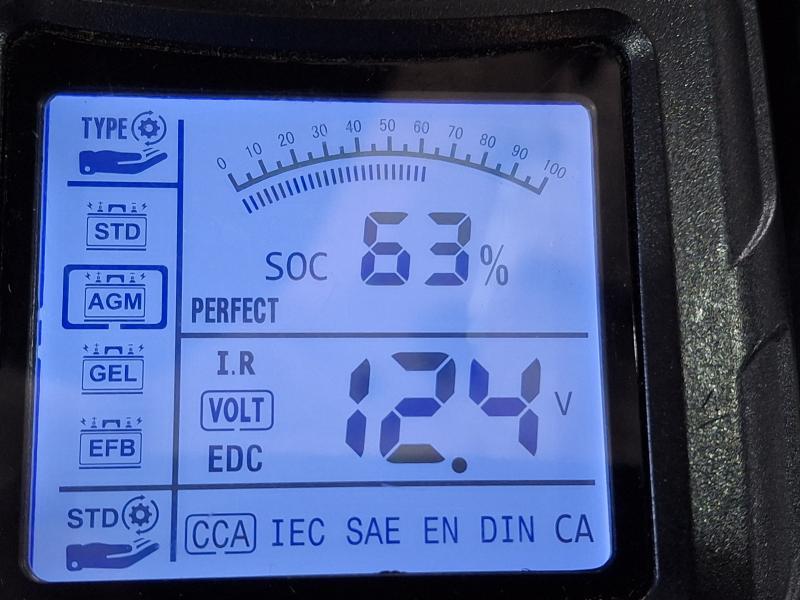 TYPE
0 10 20 30 40 50 60 70 80 90 100
STD
SOC 63%
AGM
PERFECT
I.R
GEL
VOLT 12.4 V
EFB
EDC
STD
CCA IEC SAE EN DIN CA